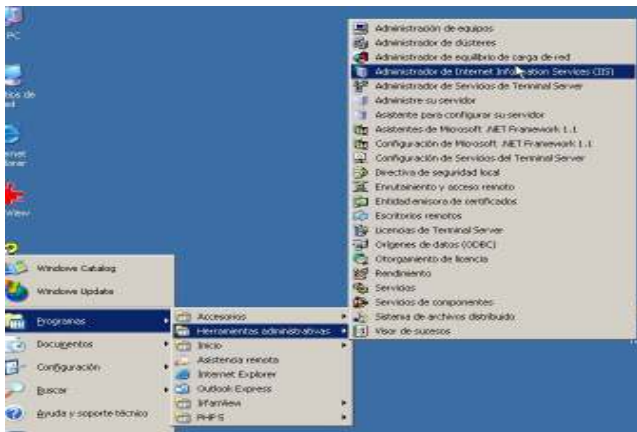 PC
Administración de equipos
Administrador de clústeres
Administrador de equilibrio de carga de red
Administrador de Internet Information Services (IIS)
Administrador de Servicios de Terminal Server
Administre su servidor
Asistente para configurar su servidor
Asistentes de Microsoft .NET Framework 1.1
Configuración de Microsoft .NET Framework 1.1
Configuración de Servicios del Terminal Server
Directiva de seguridad local
Enrutamiento y acceso remoto
Entidad emisora de certificados
Escritorios remotos
Licencias de Terminal Server
Orígenes de datos (ODBC)
Otorgamiento de licencia
Rendimiento
Servicios
Servicios de componentes
Sistema de archivos distribuido
Visor de sucesos
Windows Catalog
Windows Update
Programas
Documentos
Configuración
Buscar
Ayuda y soporte técnico
Accesorios
Herramientas administrativas
Inicio
Asistencia remota
Internet Explorer
Outlook Express
IrfanView
PHP 5